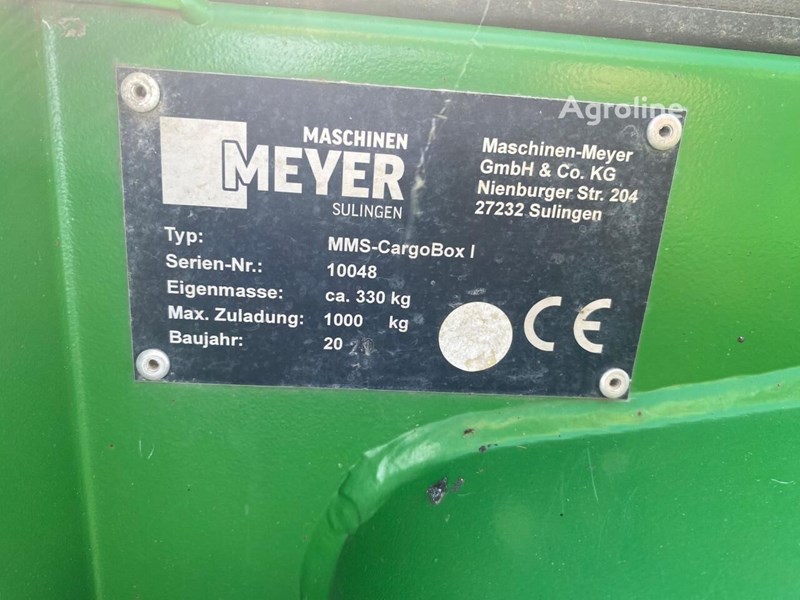 Agroline
MASCHINEN
MEYER
SULINGEN
Maschinen-Meyer
GmbH & Co. KG
Nienburger Str. 204
27232 Sulingen
Typ: MMS-CargoBox I
Serien-Nr.: 10048
Eigenmasse: ca. 330 kg
Max. Zuladung: 1000 kg
Baujahr: 20
CE